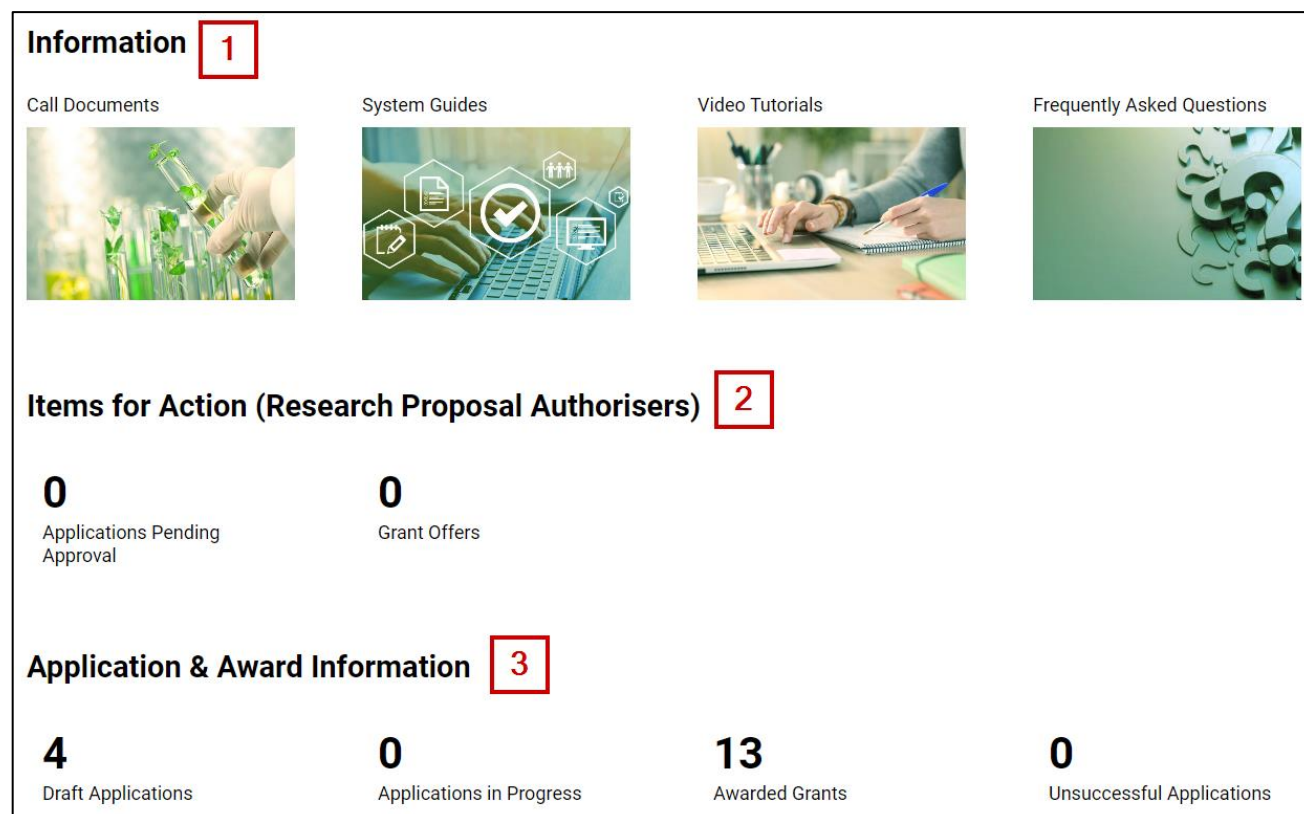 Information 1
Call Documents System Guides Video Tutorials Frequently Asked Questions
Items for Action (Research Proposal Authorisers) 2
0 0
Applications Pending Approval Grant Offers
Application & Award Information 3
4 0 13 0
Draft Applications Applications in Progress Awarded Grants Unsuccessful Applications